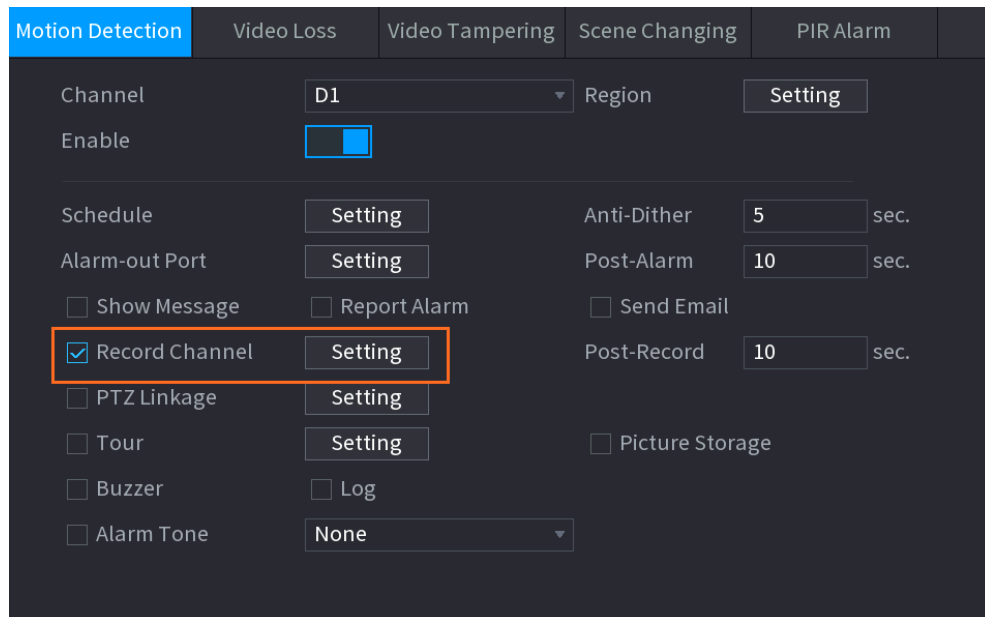 Motion Detection Video Loss Video Tampering Scene Changing PIR Alarm
Channel D1 Region Setting
Enable
Schedule Setting Anti-Dither 5 sec.
Alarm-out Port Setting Post-Alarm 10 sec.
Show Message Report Alarm Send Email
Record Channel Setting Post-Record 10 sec.
PTZ Linkage Setting
Tour Setting Picture Storage
Buzzer Log
Alarm Tone None